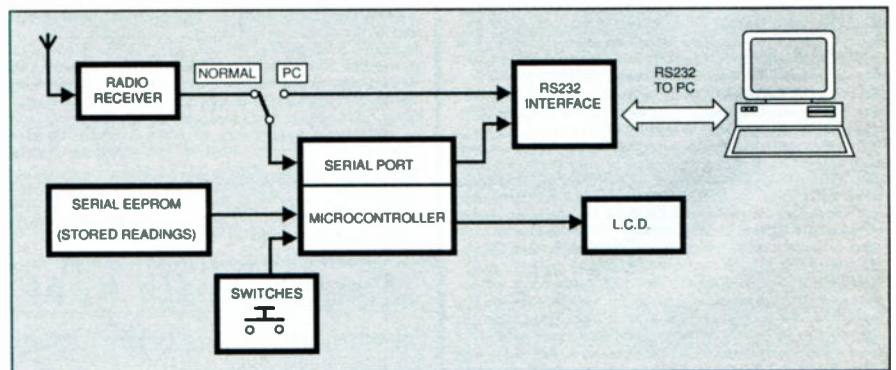 RADIO
RECEIVER
NORMAL
PC
RS232
INTERFACE
RS232
TO PC
SERIAL PORT
MICROCONTROLLER
SERIAL EEPROM
(STORED READINGS)
L.C.D.
SWITCHES